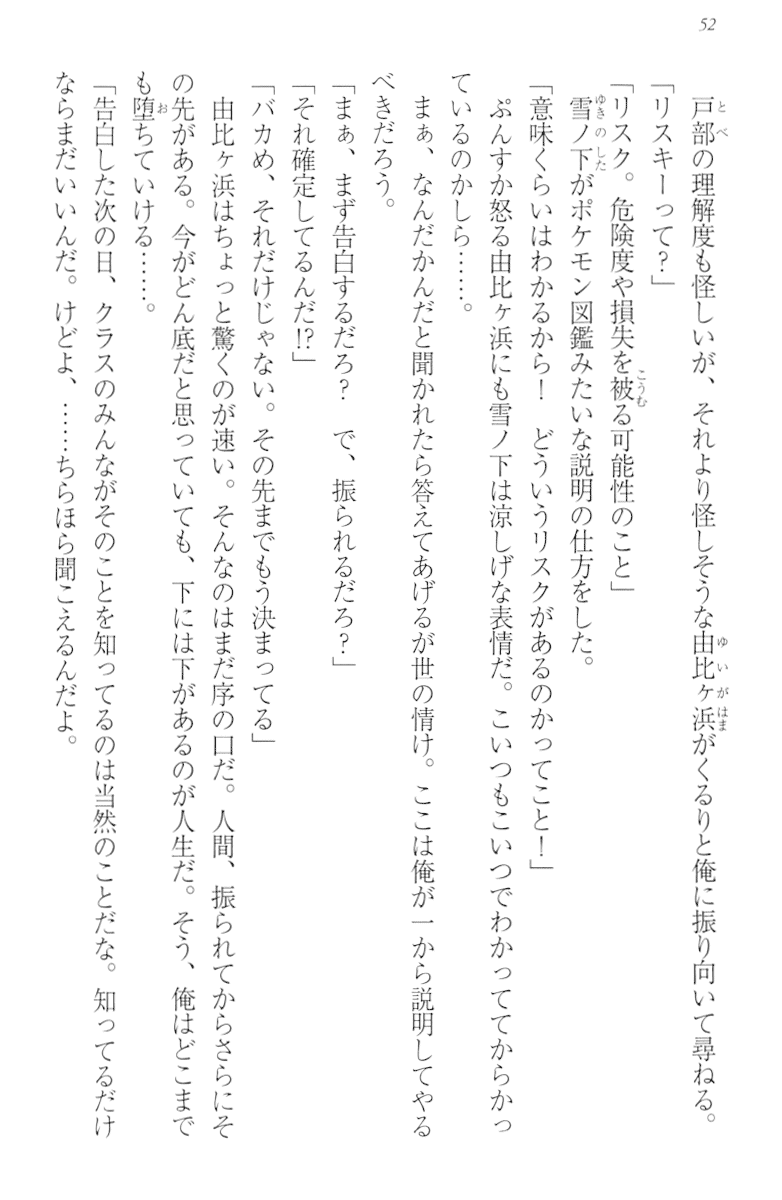 52
戸部の理解度も怪しいが、それより怪しそうな由比ヶ浜がくるりと俺に振り向いて尋ねる。
「リスキーって？」
「リスク。危険度や損失を被る可能性のこと」
雪ノ下がポケモン図鑑みたいな説明の仕方をした。
「意味くらいはわかるから！　どういうリスクがあるのかってこと！」
ぷんすか怒る由比ヶ浜にも雪ノ下は涼しげな表情だ。こいつもこいつでわかっててからかっ
ているのかしら……。
まぁ、なんだかんだと聞かれたら答えてあげるが世の情け。ここは俺が一から説明してやる
べきだろう。
「まぁ、まず告白するだろ？　で、振られるだろ？」
「それ確定してるんだ!?」
「バカめ、それだけじゃない。その先までもう決まってる」
由比ヶ浜はちょっと驚くのが速い。そんなのはまだ序の口だ。人間、振られてからさらにそ
の先がある。今がどん底だと思っていても、下には下があるのが人生だ。そう、俺はどこまで
も堕ちていける……。
「告白した次の日、クラスのみんながそのことを知ってるのは当然のことだな。知ってるだけ
ならまだいいんだ。けどよ、……ちらほら聞こえるんだよ。